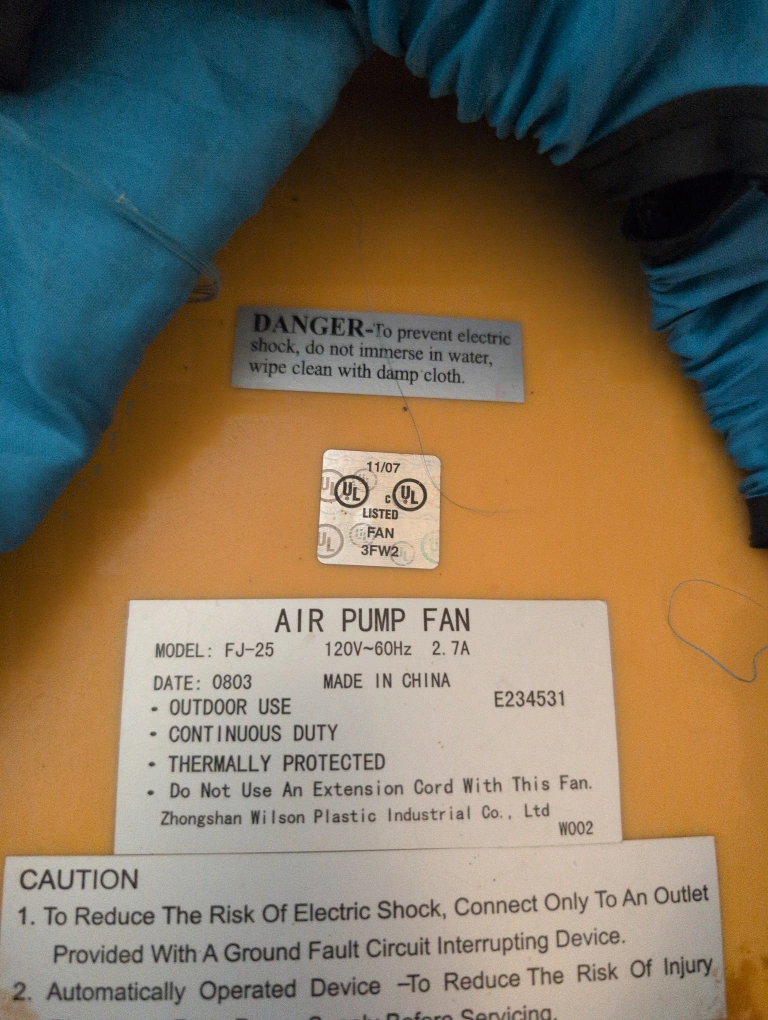 DANGER-To prevent electric
shock, do not immerse in water,
wipe clean with damp cloth.
11/07
UL c UL
LISTED
FAN
3FW2
AIR PUMP FAN
MODEL: FJ-25 120V~60Hz 2.7A
DATE: 0803 MADE IN CHINA
• OUTDOOR USE E234531
• CONTINUOUS DUTY
• THERMALLY PROTECTED
• Do Not Use An Extension Cord With This Fan.
Zhongshan Wilson Plastic Industrial Co., Ltd
W002
CAUTION
1. To Reduce The Risk Of Electric Shock, Connect Only To An Outlet
Provided With A Ground Fault Circuit Interrupting Device.
2. Automatically Operated Device -To Reduce The Risk Of Injury
Before Servicing.